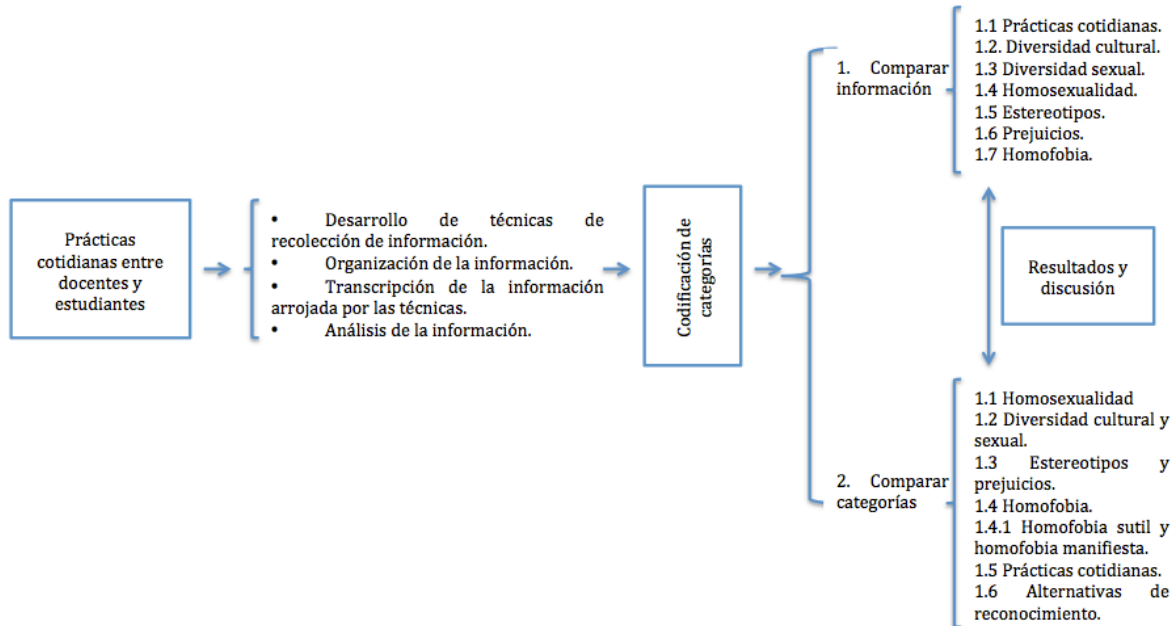 Prácticas
cotidianas entre
docentes y
estudiantes
• Desarrollo de técnicas de
recolección de información.
• Organización de la información.
• Transcripción de la información
arrojada por las técnicas.
• Análisis de la información.
Codificación de
categorías
1. Comparar
información
1.1 Prácticas cotidianas.
1.2. Diversidad cultural.
1.3 Diversidad sexual.
1.4 Homosexualidad.
1.5 Estereotipos.
1.6 Prejuicios.
1.7 Homofobia.
Resultados y
discusión
2. Comparar
categorías
1.1 Homosexualidad
1.2 Diversidad cultural y
sexual.
1.3 Estereotipos y
prejuicios.
1.4 Homofobia.
1.4.1 Homofobia sutil y
homofobia manifiesta.
1.5 Prácticas cotidianas.
1.6 Alternativas de
reconocimiento.